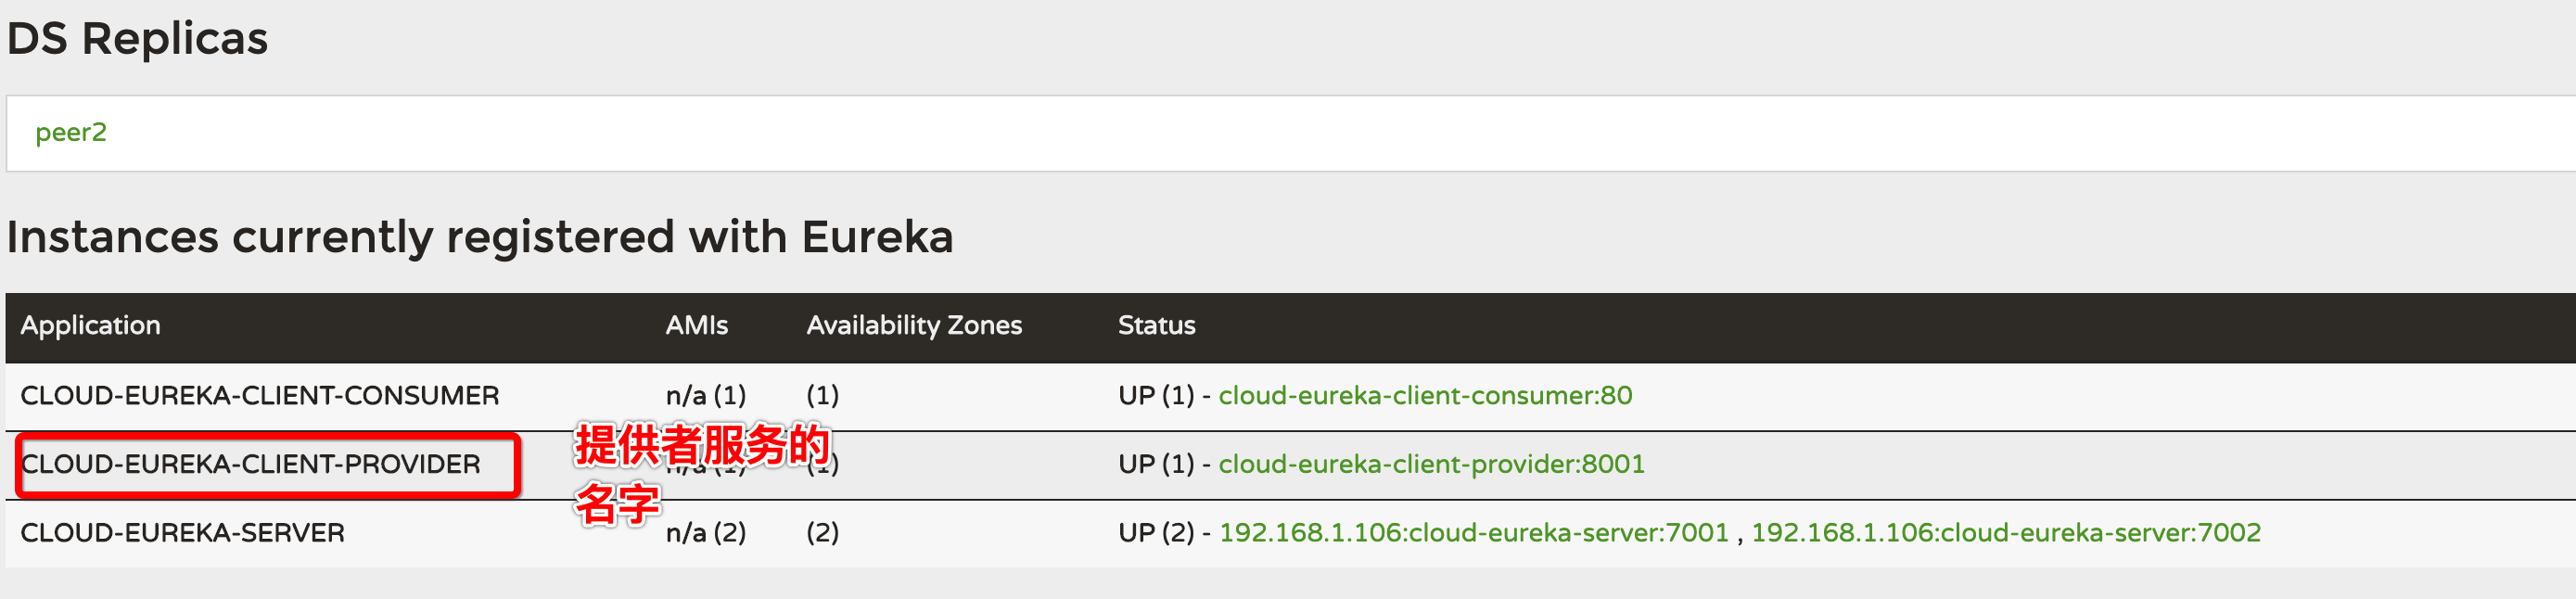 DS Replicas
peer2
Instances currently registered with Eureka
Application AMIs Availability Zones Status
CLOUD-EUREKA-CLIENT-CONSUMER n/a (1) (1) UP (1) - cloud-eureka-client-consumer:80
CLOUD-EUREKA-CLIENT-PROVIDER n/a (1) (1) UP (1) - cloud-eureka-client-provider:8001
提供者服务的
名字
CLOUD-EUREKA-SERVER n/a (2) (2) UP (2) - 192.168.1.106:cloud-eureka-server:7001 , 192.168.1.106:cloud-eureka-server:7002